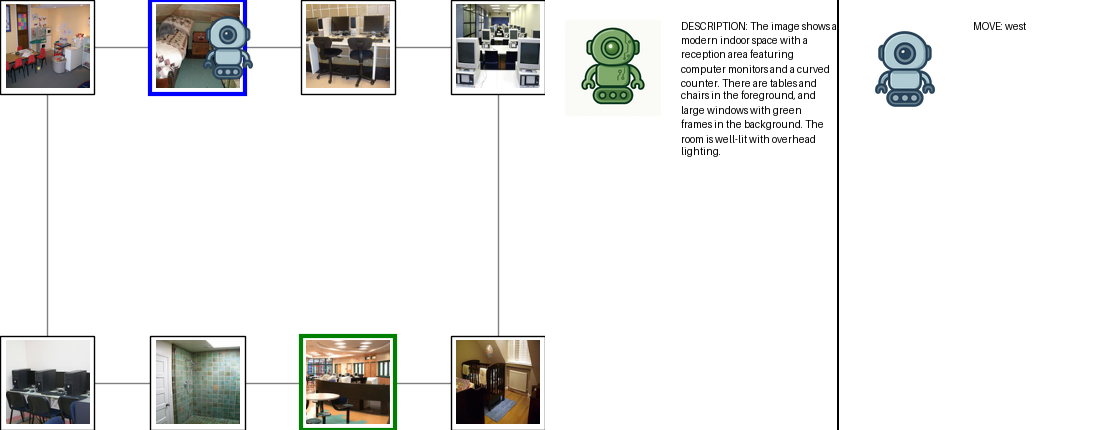 DESCRIPTION: The image shows a
modern indoor space with a
reception area featuring
computer monitors and a curved
counter. There are tables and
chairs in the foreground, and
large windows with green
frames in the background. The
room is well-lit with overhead
lighting.
MOVE: west